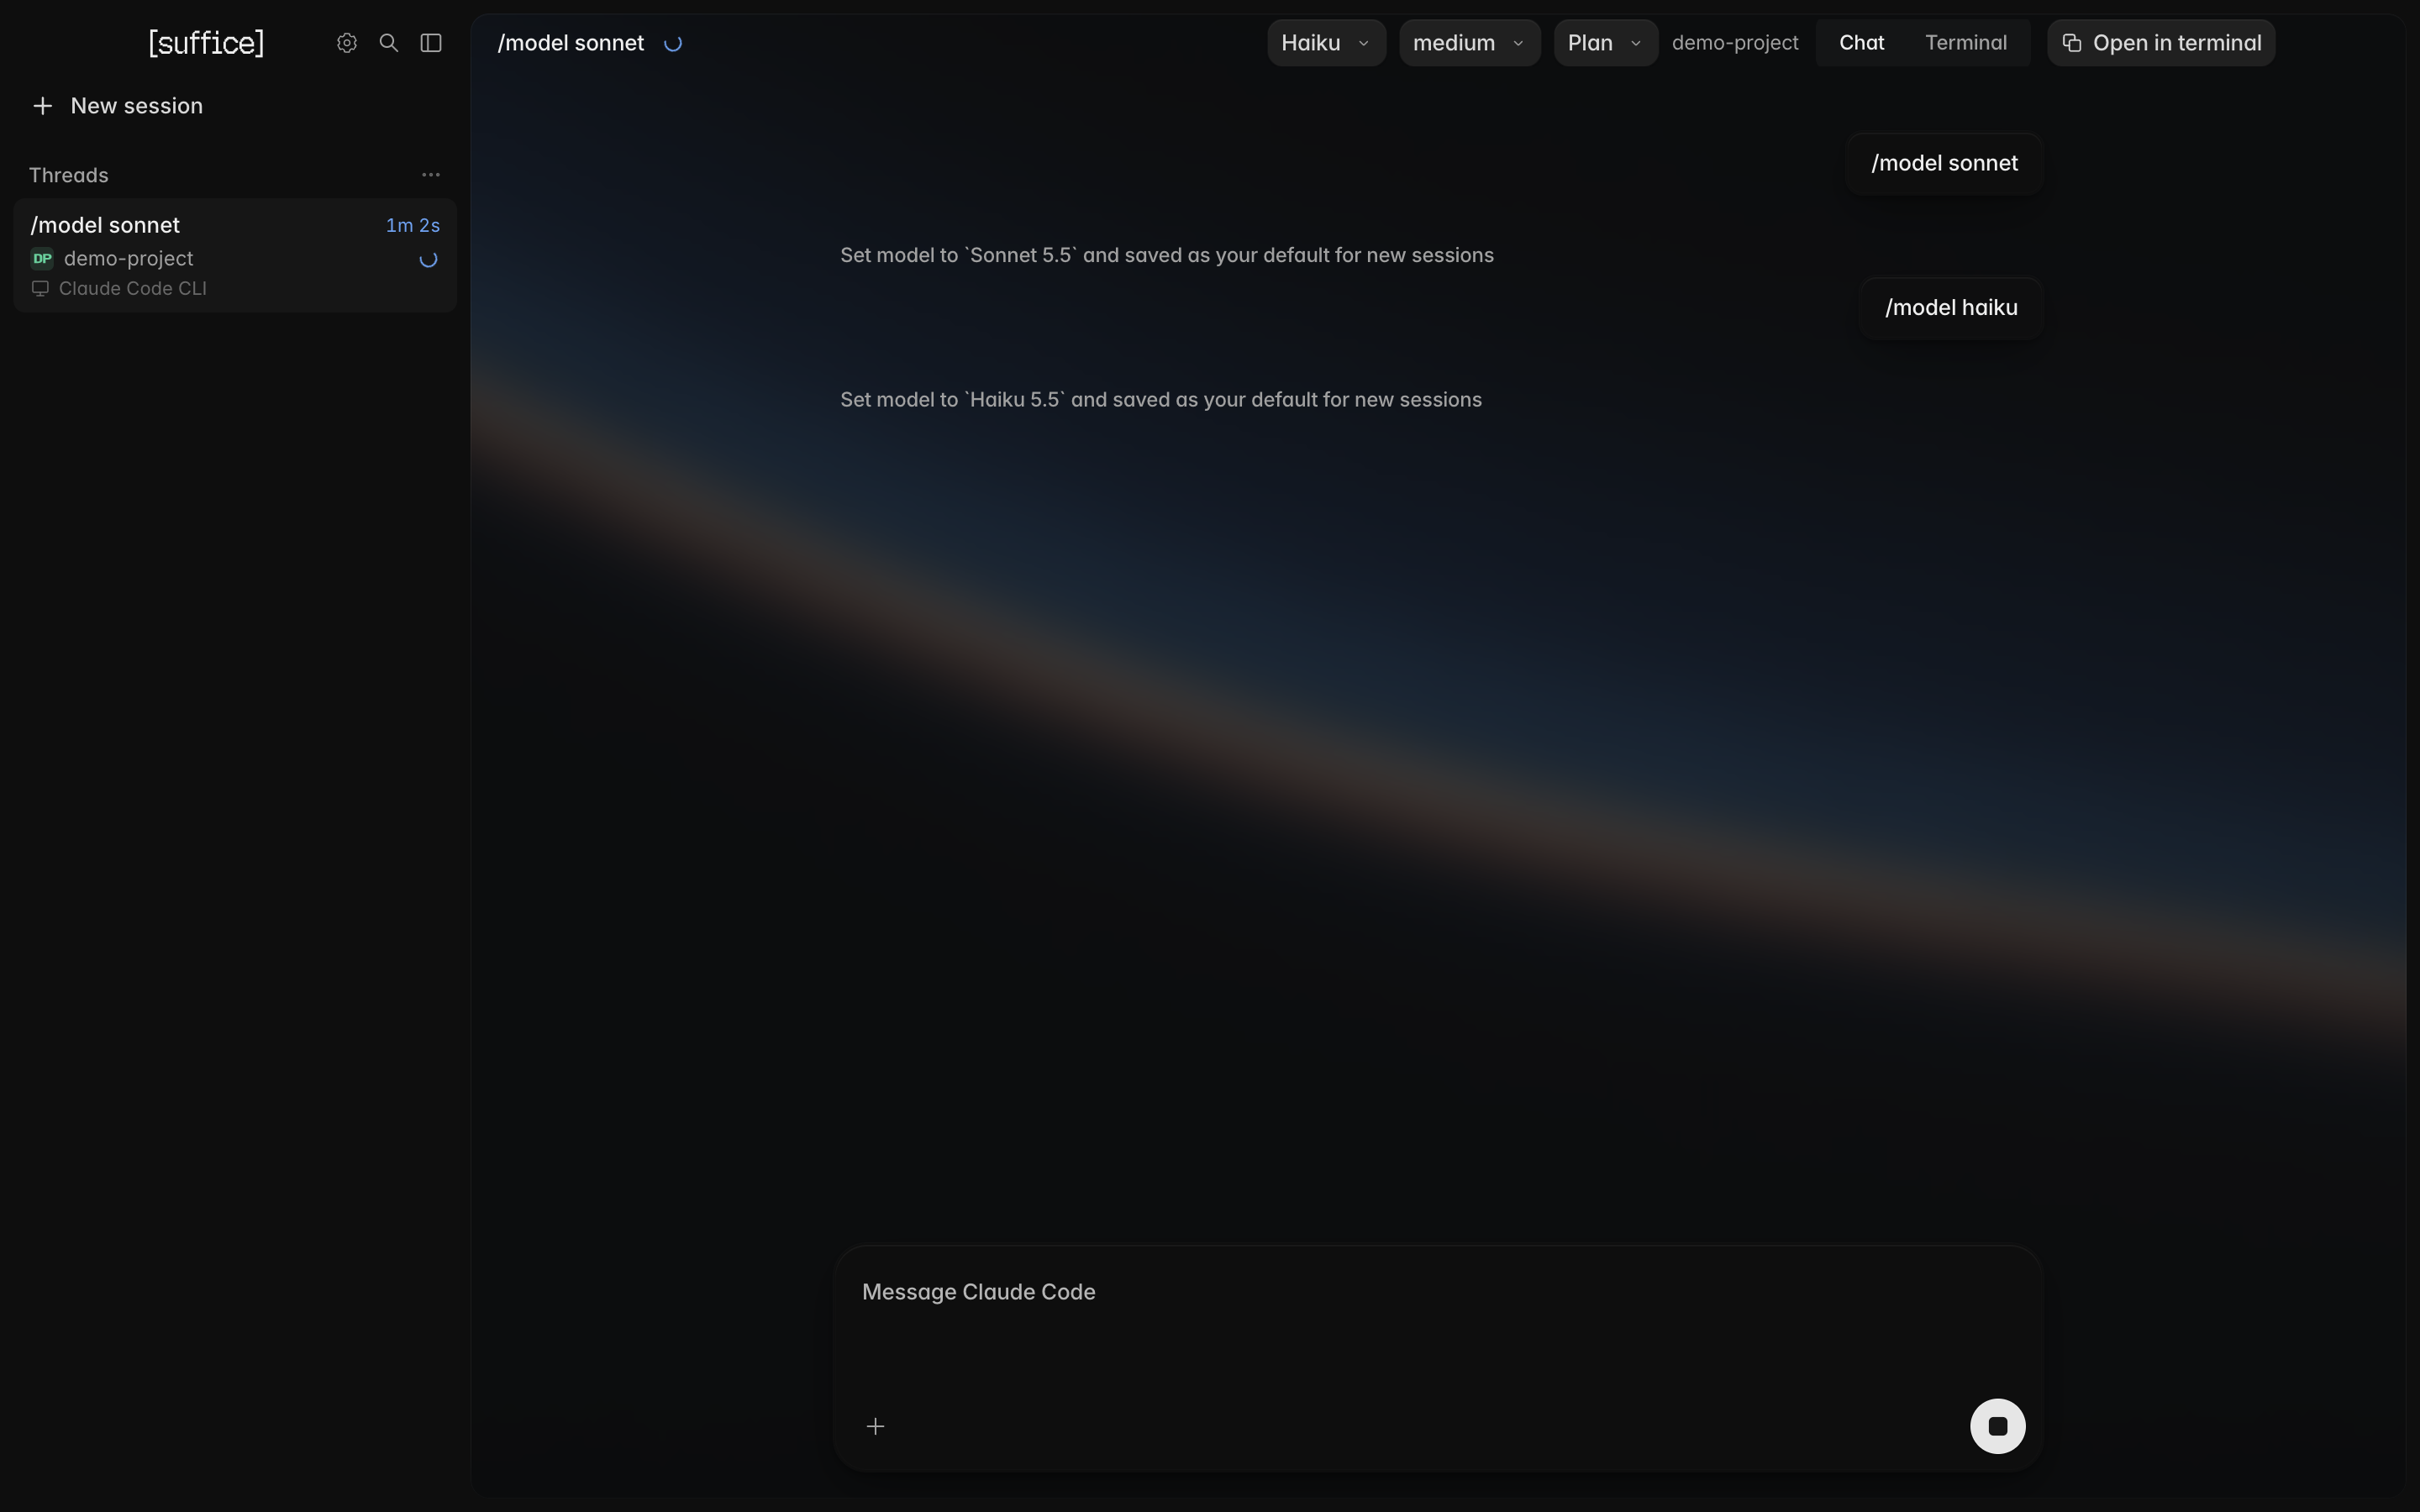 [suffice]
New session
Threads
/model sonnet 1m 2s
DP demo-project
Claude Code CLI
/model sonnet
Haiku
medium
Plan
demo-project
Chat
Terminal
Open in terminal
/model sonnet
Set model to `Sonnet 5.5` and saved as your default for new sessions
/model haiku
Set model to `Haiku 5.5` and saved as your default for new sessions
Message Claude Code